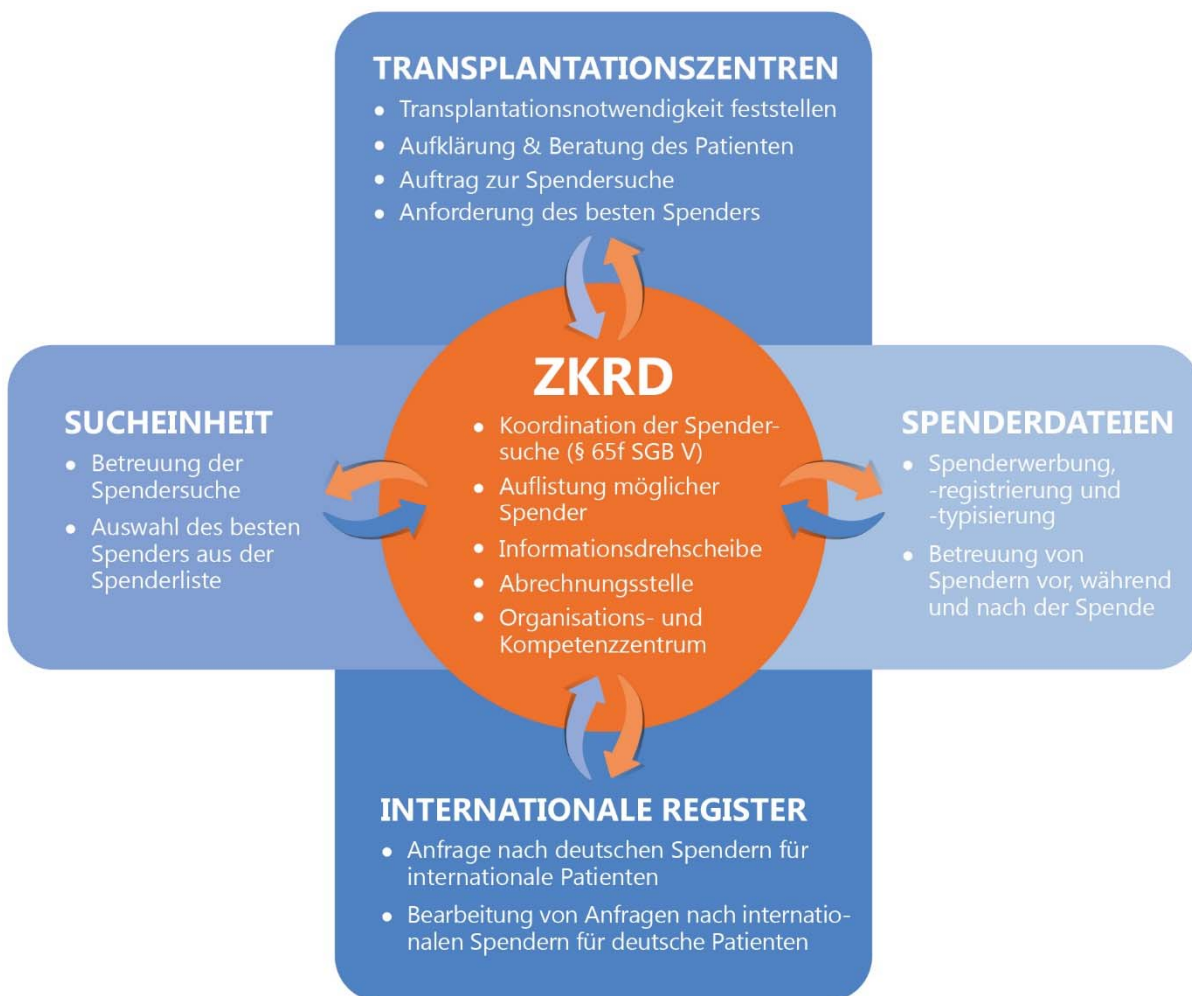 TRANSPLANTATIONSZENTREN
• Transplantationsnotwendigkeit feststellen
• Aufklärung & Beratung des Patienten
• Auftrag zur Spendersuche
• Anforderung des besten Spenders
SUCHEINHEIT
• Betreuung der
Spendersuche
• Auswahl des besten
Spenders aus der
Spenderliste
ZKRD
• Koordination der Spender-
suche (§ 65f SGB V)
• Auflistung möglicher
Spender
• Informationsdrehscheibe
• Abrechnungsstelle
• Organisations- und
Kompetenzzentrum
SPENDERDATEIEN
• Spenderwerbung,
-registrierung und
-typisierung
• Betreuung von
Spendern vor, während
und nach der Spende
INTERNATIONALE REGISTER
• Anfrage nach deutschen Spendern für
internationale Patienten
• Bearbeitung von Anfragen nach internatio-
nalen Spendern für deutsche Patienten